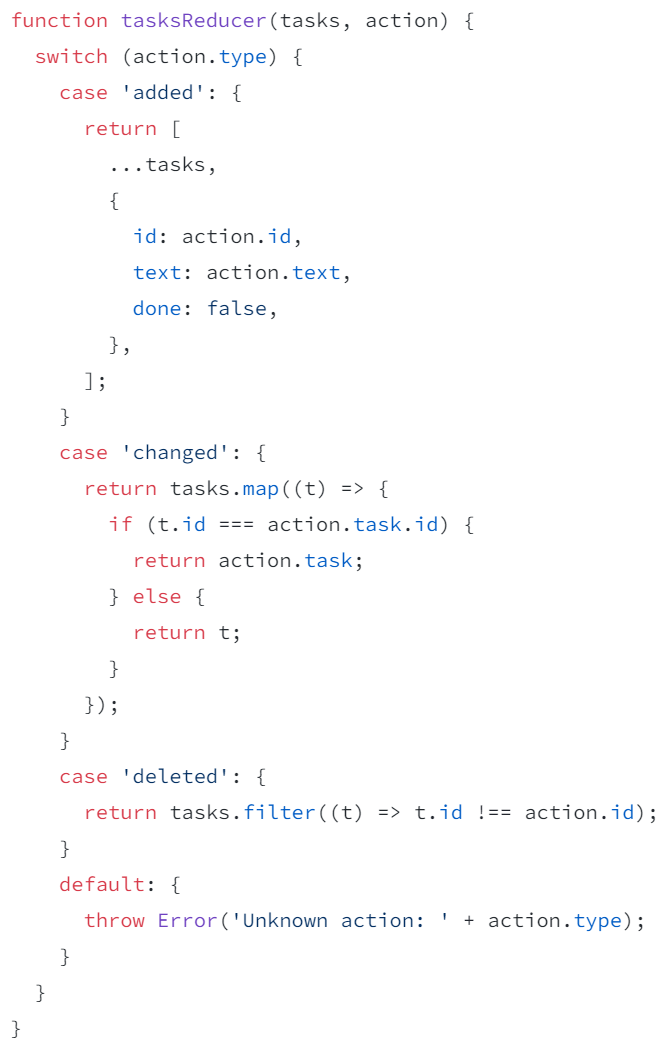 function tasksReducer(tasks, action) {
  switch (action.type) {
    case 'added': {
      return [
        ...tasks,
        {
          id: action.id,
          text: action.text,
          done: false,
        },
      ];
    }
    case 'changed': {
      return tasks.map((t) => {
        if (t.id === action.task.id) {
          return action.task;
        } else {
          return t;
        }
      });
    }
    case 'deleted': {
      return tasks.filter((t) => t.id !== action.id);
    }
    default: {
      throw Error('Unknown action: ' + action.type);
    }
  }
}